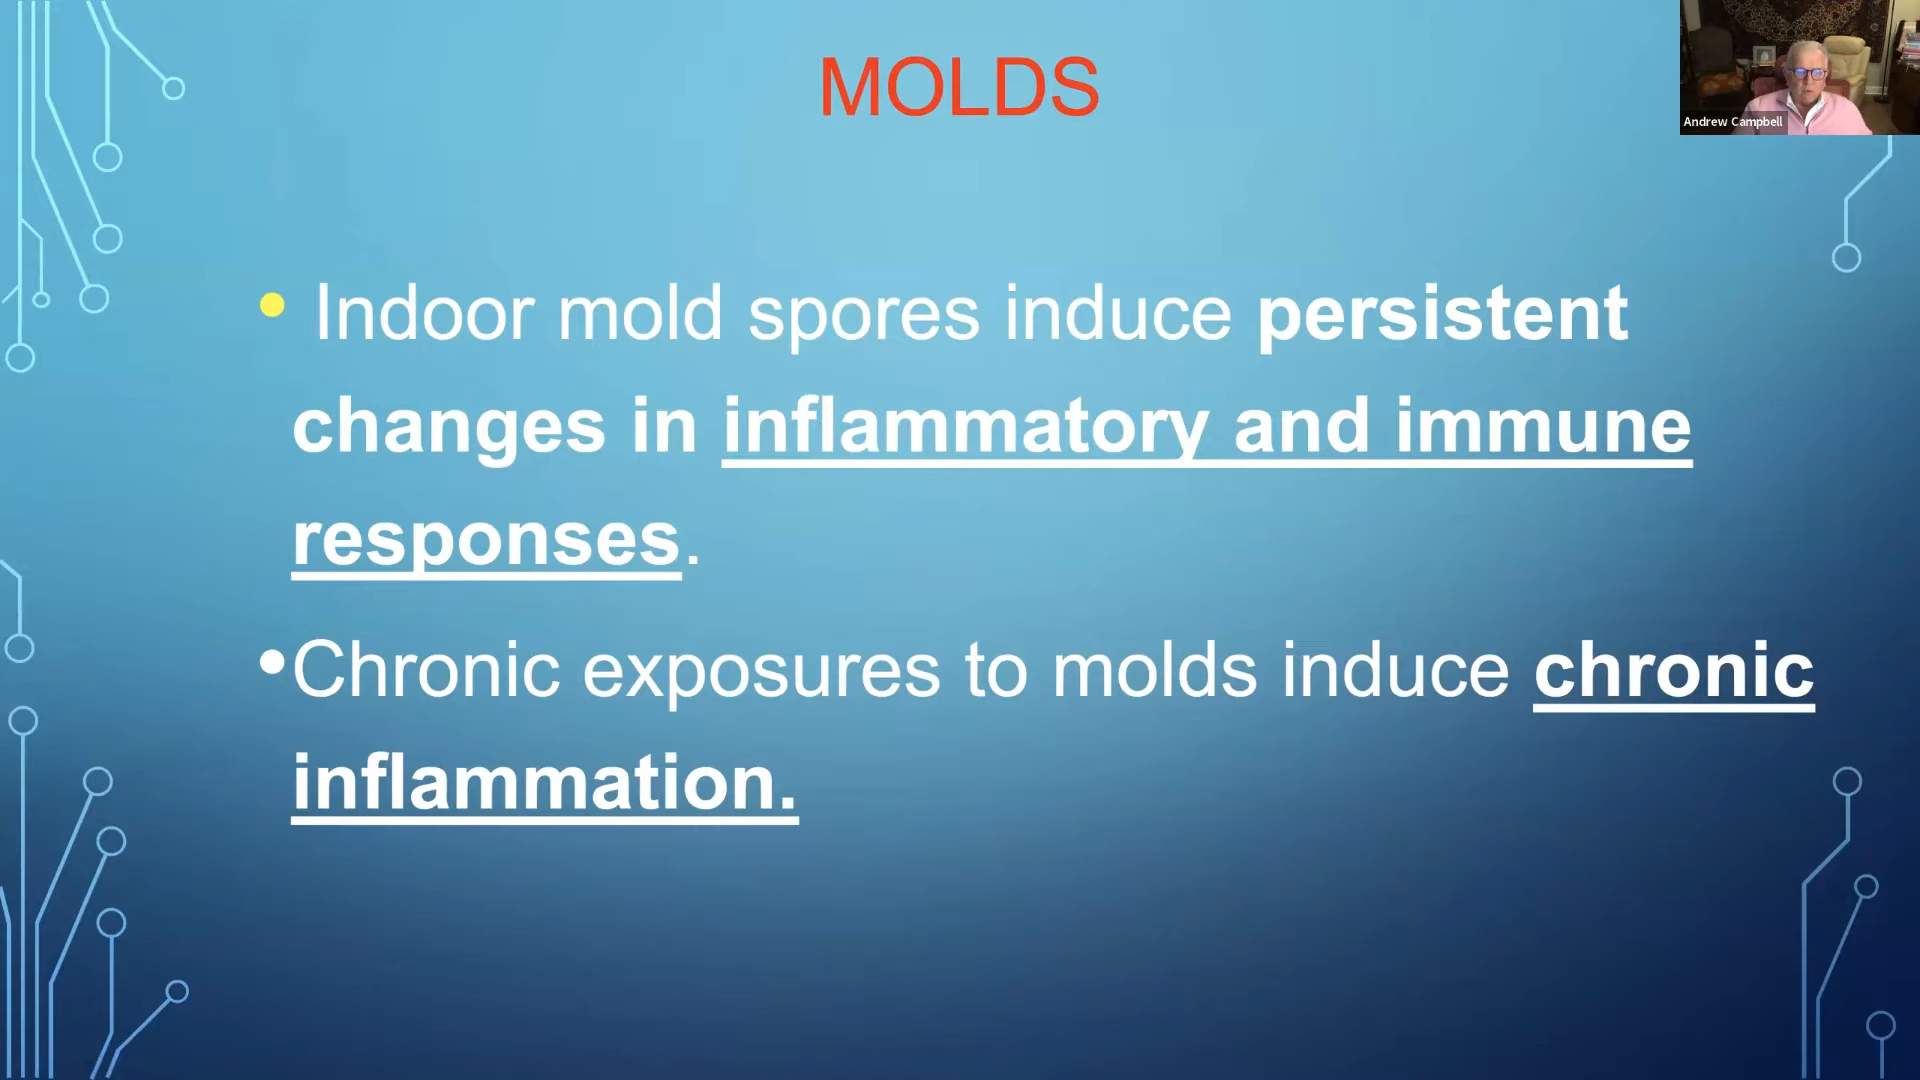 MOLDS
Andrew Campbell
• Indoor mold spores induce persistent
changes in inflammatory and immune
responses.
•Chronic exposures to molds induce chronic
inflammation.